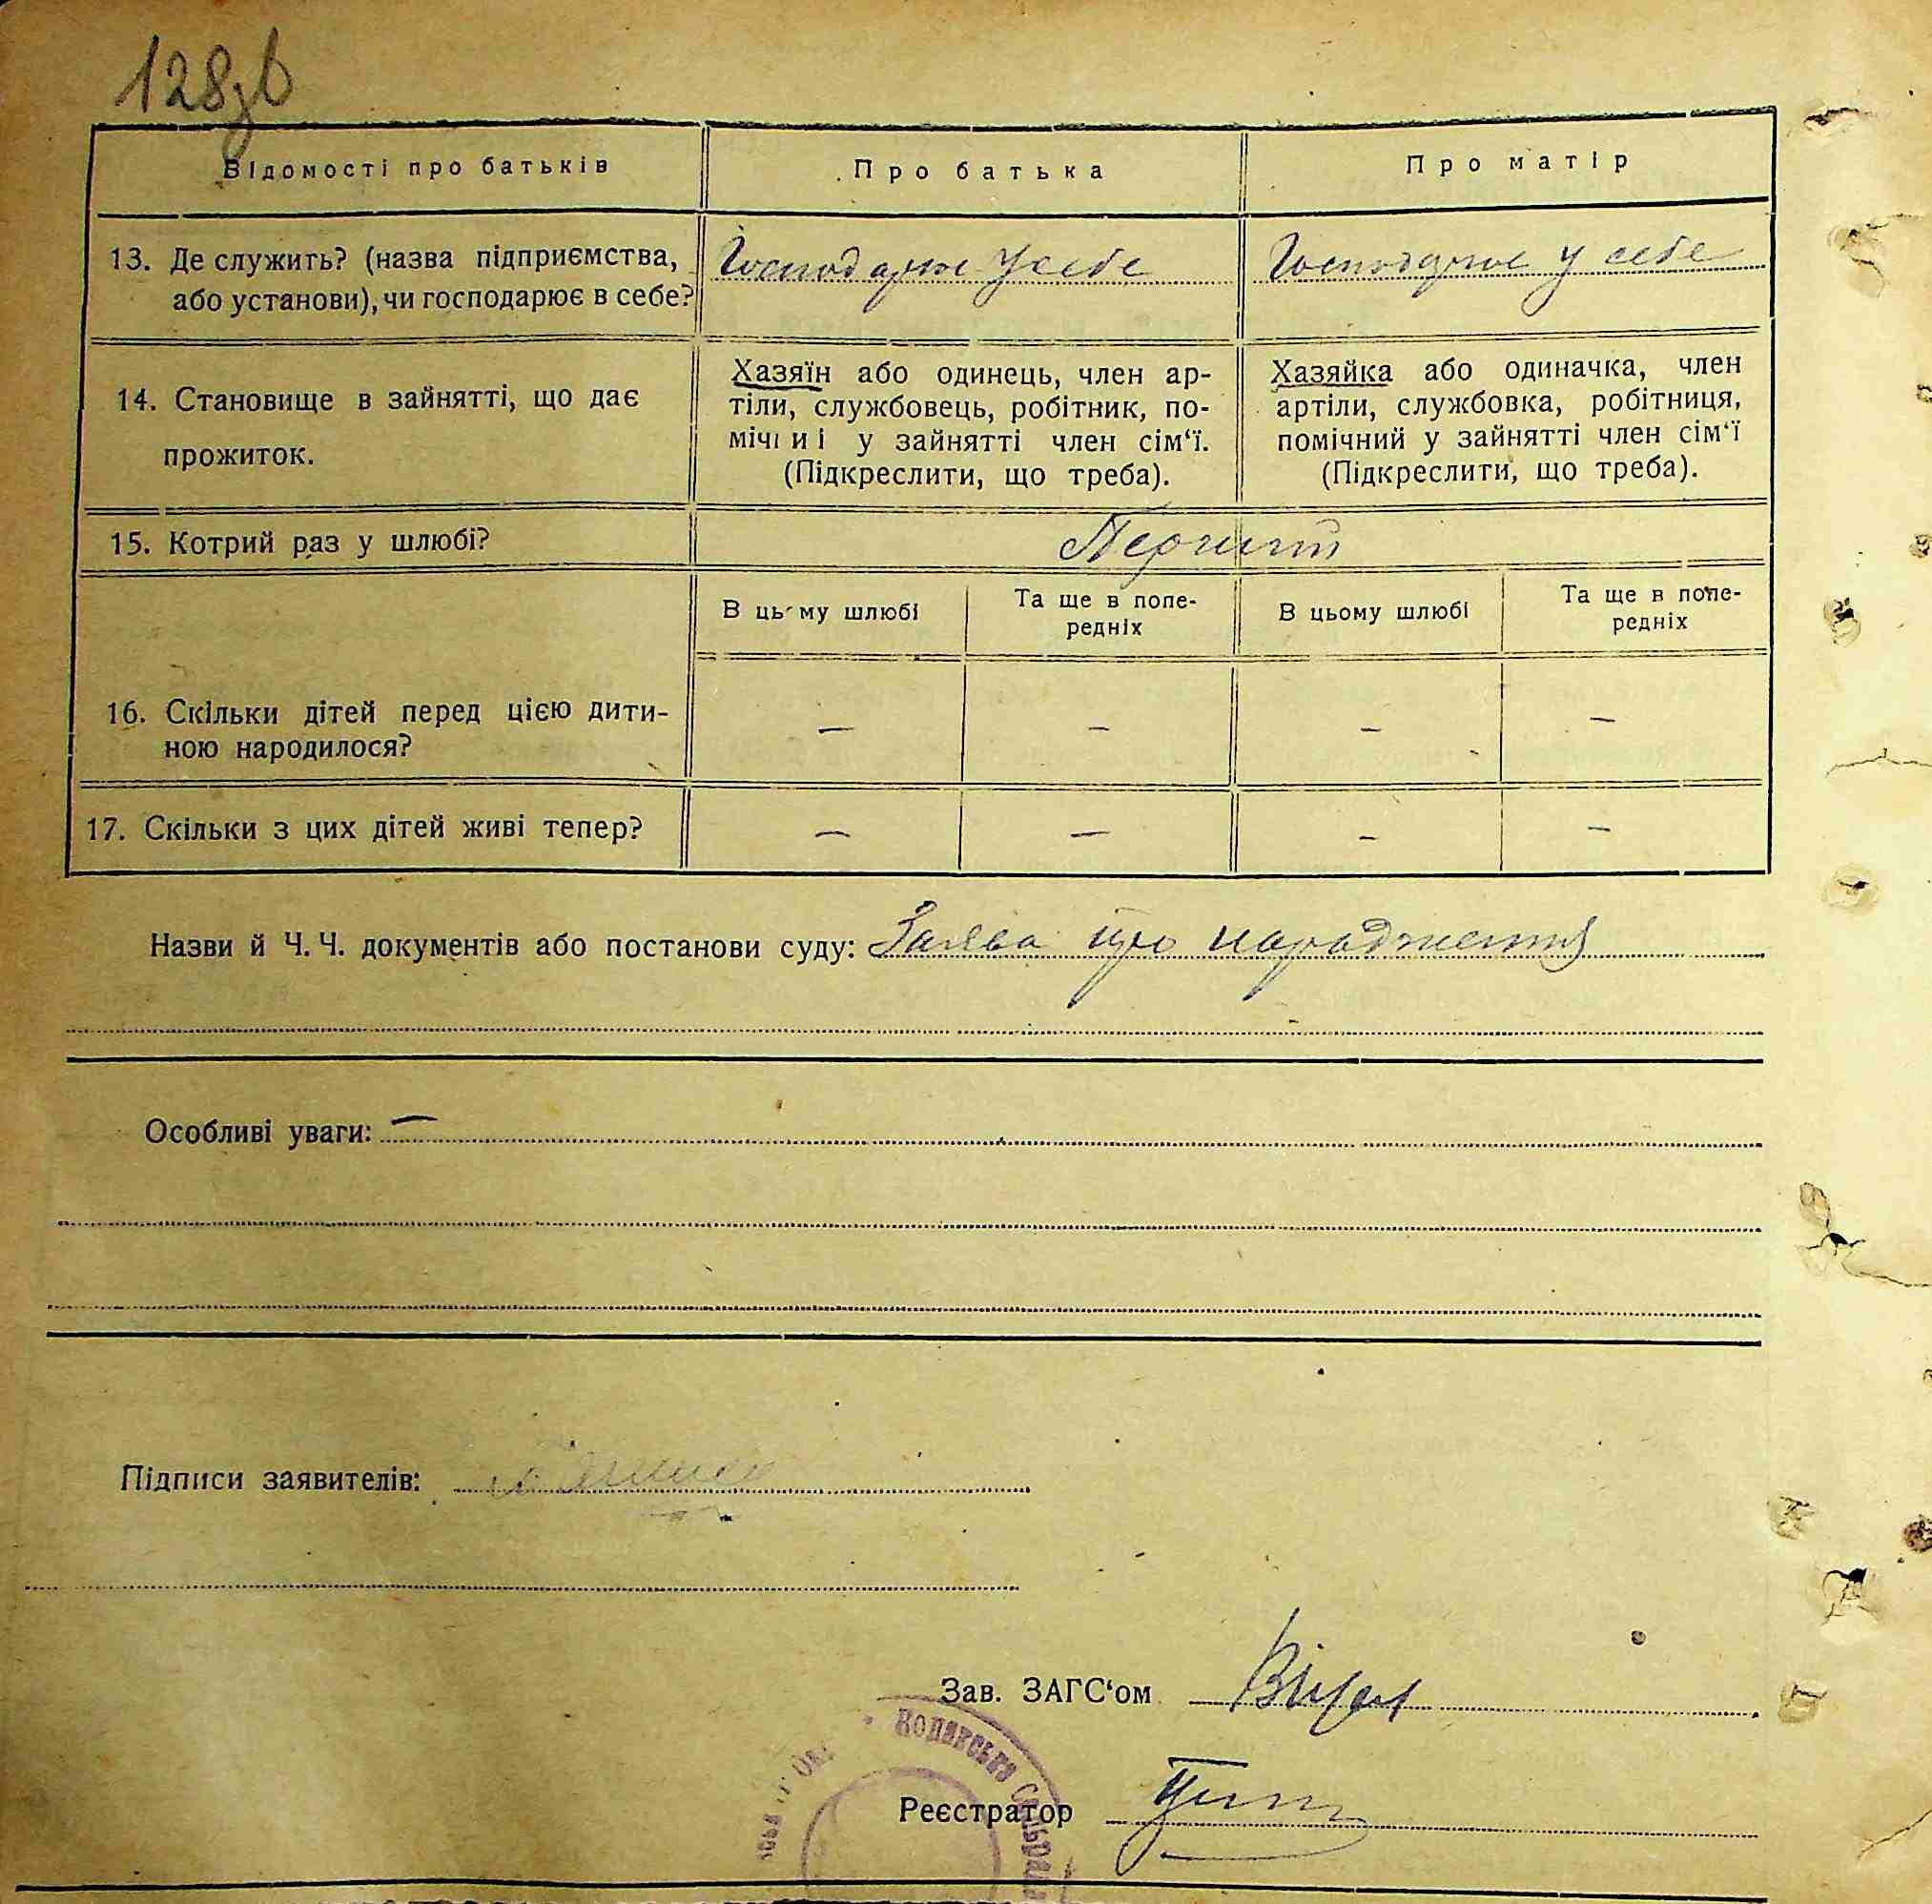 128зв
Відомості про батьків
Про батька
Про матір
13. Де служить? (назва підприємства,
або установи), чи господарює в себе?
Господарює у себе
Господарює у себе
14. Становище в зайнятті, що дає
прожиток.
Хазяїн або одинець, член ар-
тіли, службовець, робітник, по-
мічниі у зайнятті член сім‘ї.
(Підкреслити, що треба).
Хазяйка або одиначка, член
артіли, службовка, робітниця,
помічний у зайнятті член сім‘ї
(Підкреслити, що треба).
15. Котрий раз у шлюбі?
Перший
В цьому шлюбі
Та ще в попе-
редніх
В цьому шлюбі
Та ще в попе-
редніх
16. Скільки дітей перед цією дити-
ною народилося?
— — — —
17. Скільки з цих дітей живі тепер?
— — — —
Назви й Ч. Ч. документів або постанови суду: Заява про народження
Особливі уваги: —
Підписи заявителів:
Зав. ЗАГС‘ом
Кодакська Сільрада
Реєстратор